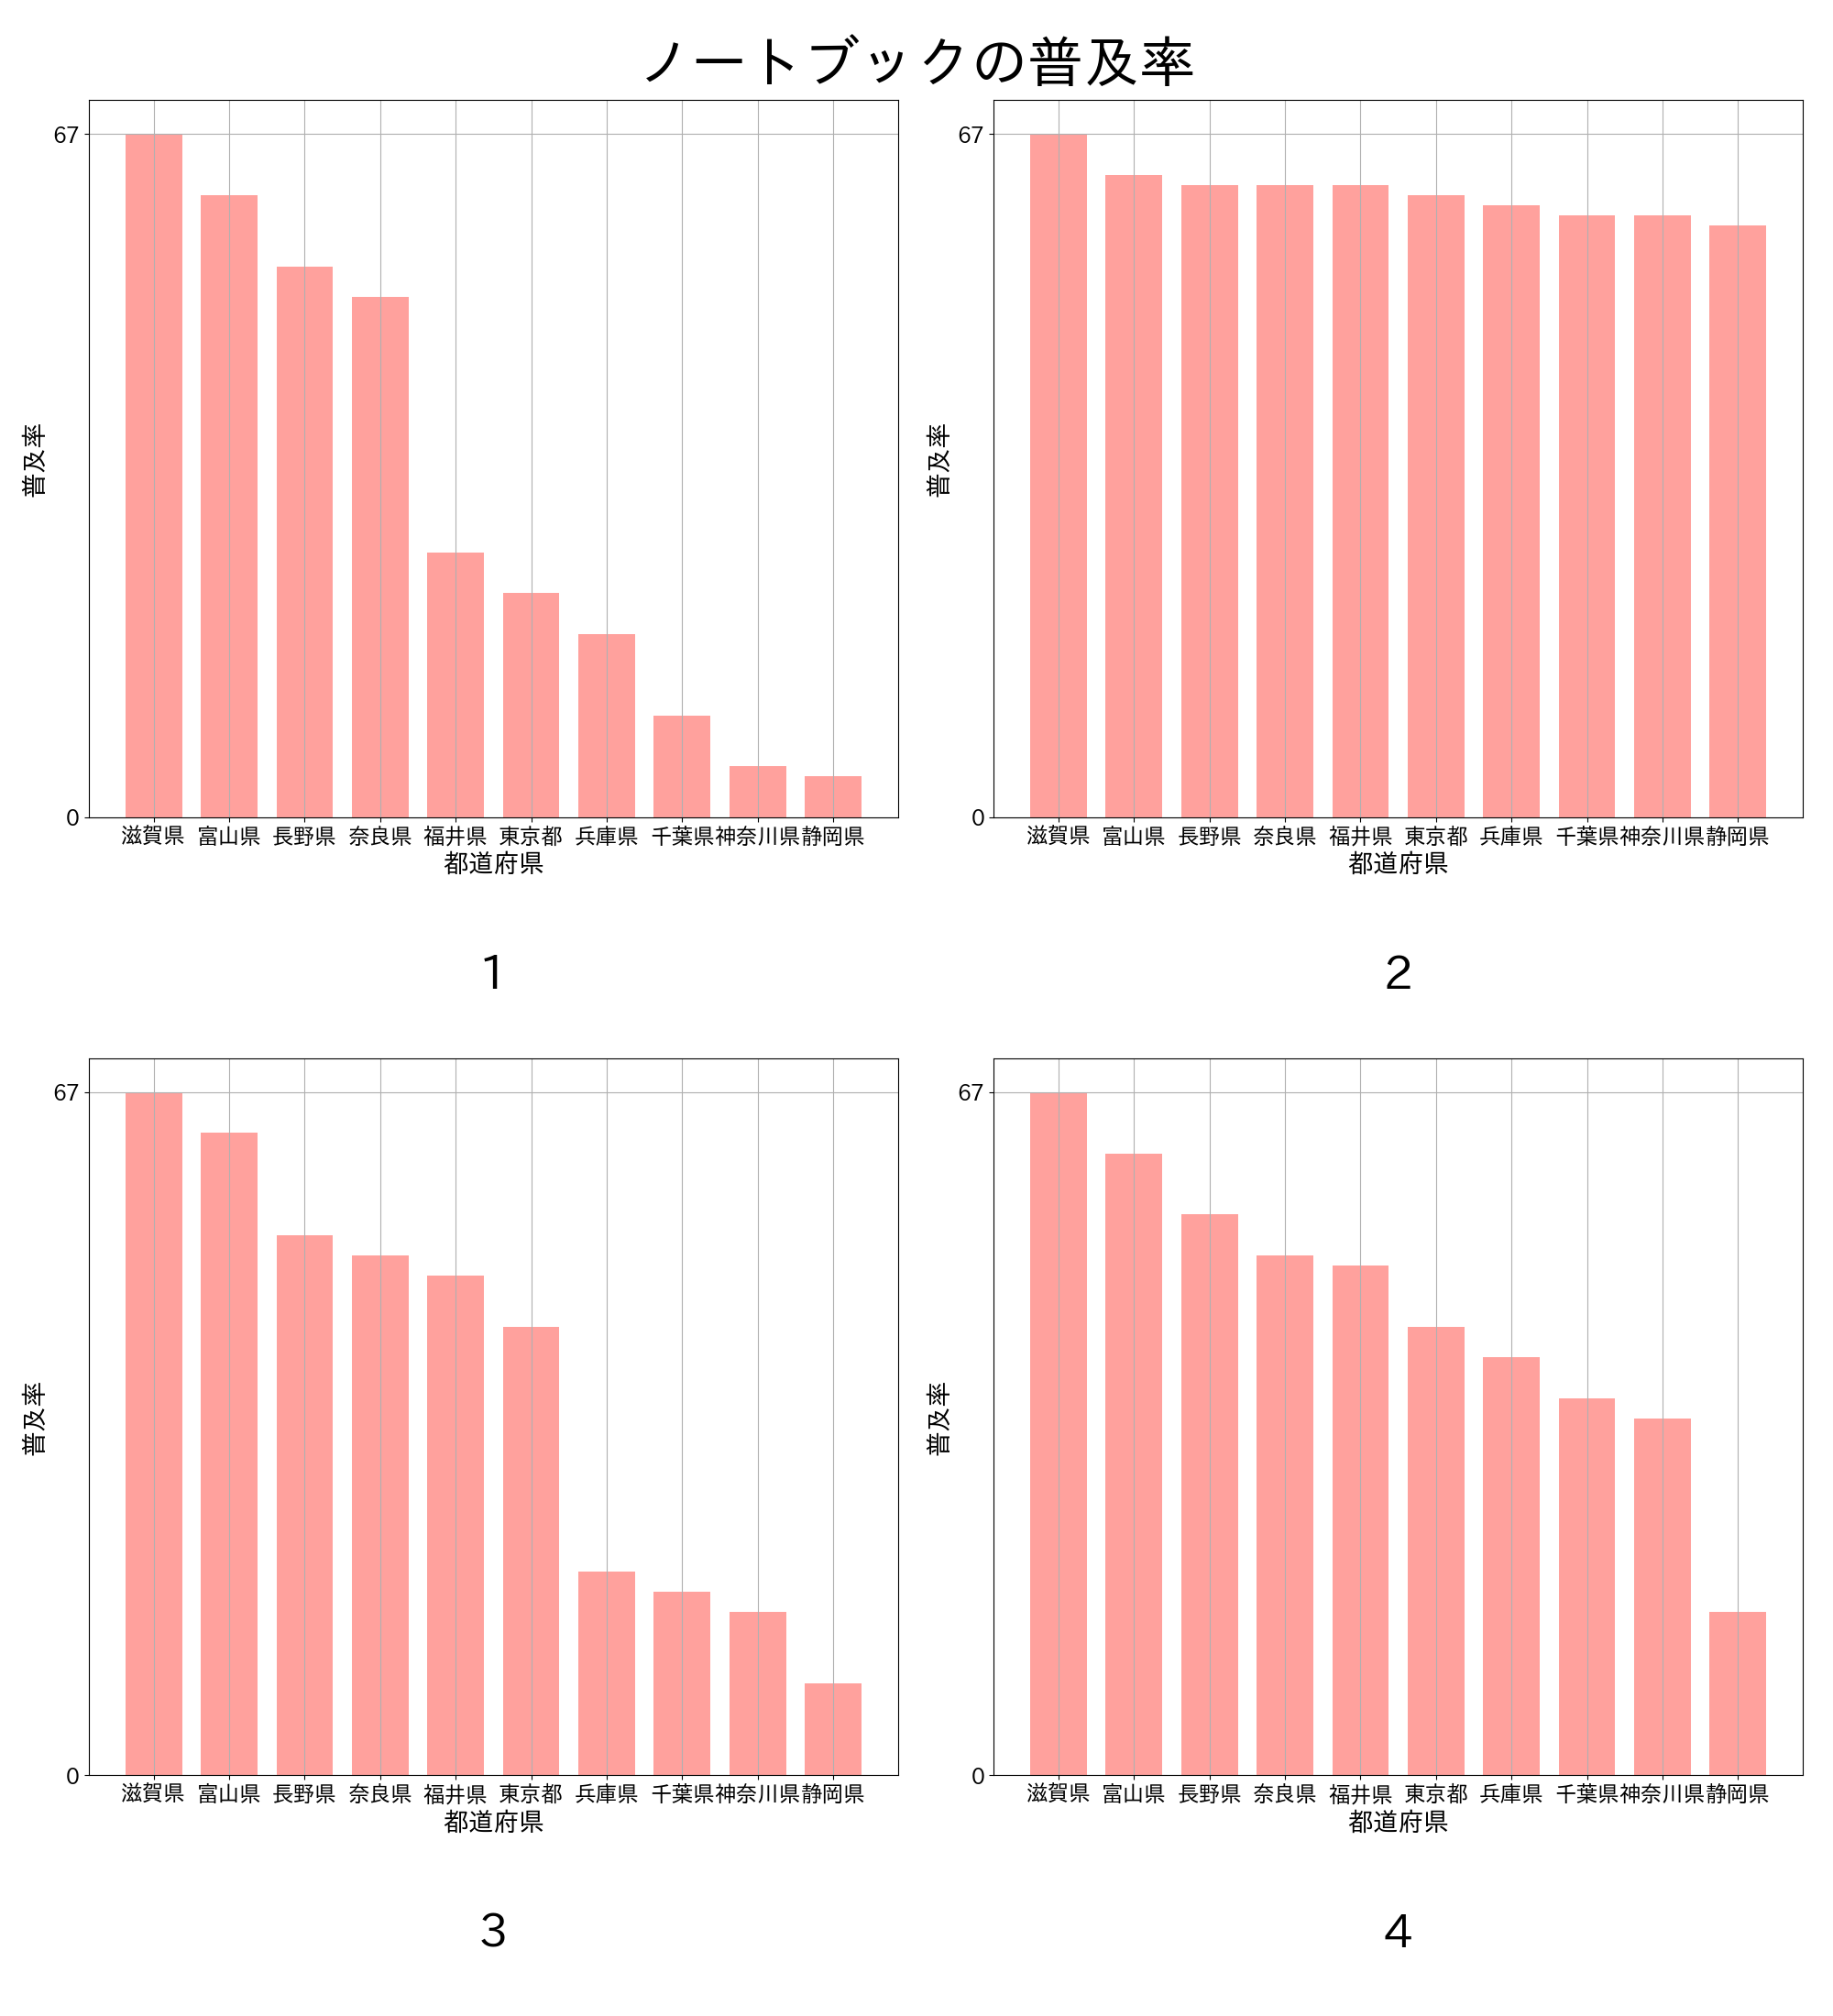 ノートブックの普及率
67
普及率
0
滋賀県 富山県 長野県 奈良県 福井県 東京都 兵庫県 千葉県 神奈川県 静岡県
都道府県
1
67
普及率
0
滋賀県 富山県 長野県 奈良県 福井県 東京都 兵庫県 千葉県 神奈川県 静岡県
都道府県
2
67
普及率
0
滋賀県 富山県 長野県 奈良県 福井県 東京都 兵庫県 千葉県 神奈川県 静岡県
都道府県
3
67
普及率
0
滋賀県 富山県 長野県 奈良県 福井県 東京都 兵庫県 千葉県 神奈川県 静岡県
都道府県
4